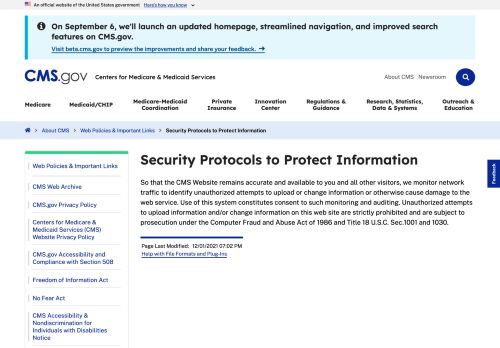 An official website of the United States government Here's how you know
On September 6, we'll launch an updated homepage, streamlined navigation, and improved search
features on CMS.gov.
Visit beta.cms.gov to preview the improvements and share your feedback. →
CMS.gov Centers for Medicare & Medicaid Services
About CMS Newsroom
Medicare
Medicaid/CHIP
Medicare-Medicaid
Coordination
Private
Insurance
Innovation
Center
Regulations &
Guidance
Research, Statistics,
Data & Systems
Outreach &
Education
About CMS > Web Policies & Important Links > Security Protocols to Protect Information
Feedback
Web Policies & Important Links
CMS Web Archive
CMS.gov Privacy Policy
Centers for Medicare &
Medicaid Services (CMS)
Website Privacy Policy
CMS.gov Accessibility and
Compliance with Section 508
Freedom of Information Act
No Fear Act
CMS Accessibility &
Nondiscrimination for
Individuals with Disabilities
Notice
Security Protocols to Protect Information
So that the CMS Website remains accurate and available to you and all other visitors, we monitor network
traffic to identify unauthorized attempts to upload or change information or otherwise cause damage to the
web service. Use of this system constitutes consent to such monitoring and auditing. Unauthorized attempts
to upload information and/or change information on this web site are strictly prohibited and are subject to
prosecution under the Computer Fraud and Abuse Act of 1986 and Title 18 U.S.C. Sec.1001 and 1030.
Page Last Modified: 12/01/2021 07:02 PM
Help with File Formats and Plug-Ins